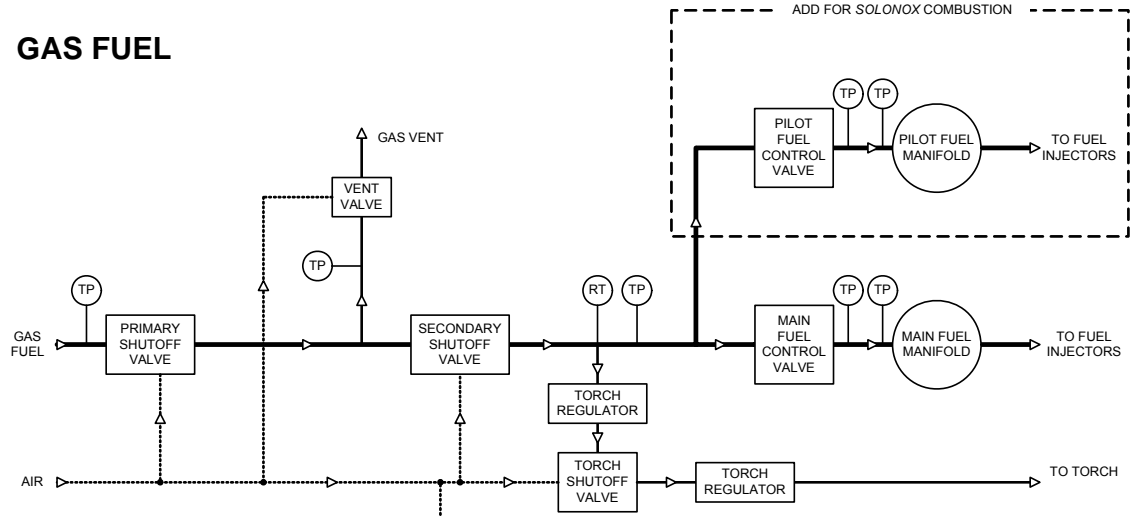 ADD FOR SOLONOX COMBUSTION
GAS FUEL
TP
TP
PILOT
FUEL
CONTROL
VALVE
PILOT FUEL
MANIFOLD
TO FUEL
INJECTORS
GAS VENT
VENT
VALVE
TP
TP
RT
TP
TP
TP
GAS
FUEL
PRIMARY
SHUTOFF
VALVE
SECONDARY
SHUTOFF
VALVE
MAIN
FUEL
CONTROL
VALVE
MAIN FUEL
MANIFOLD
TO FUEL
INJECTORS
TORCH
REGULATOR
AIR
TORCH
SHUTOFF
VALVE
TORCH
REGULATOR
TO TORCH